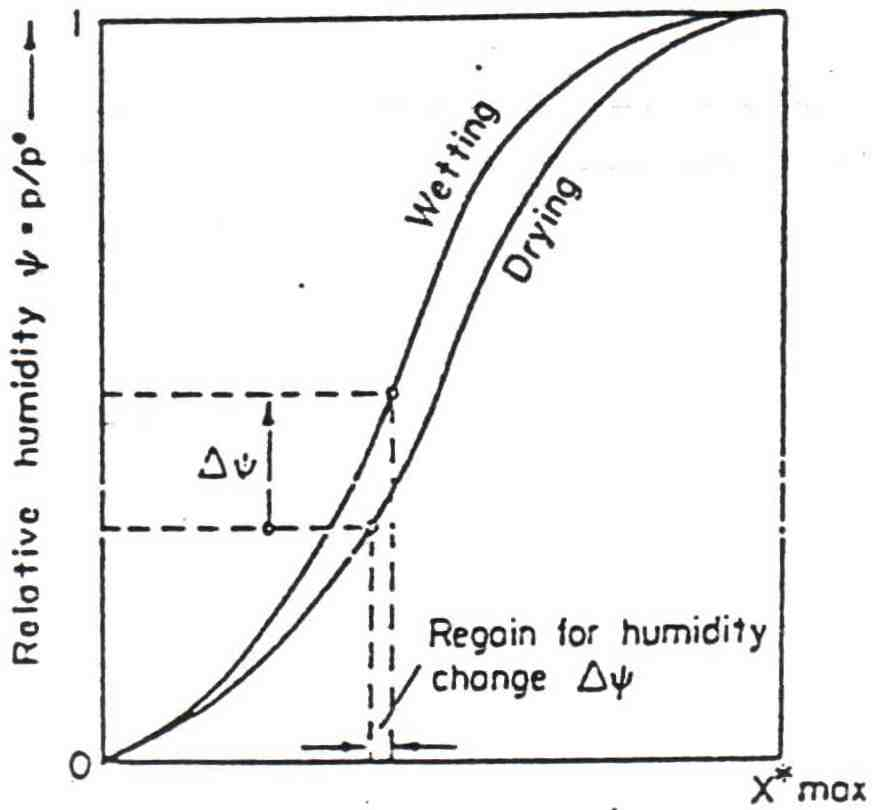 1
Relative humidity ψ = p/p°
Wetting
Drying
Δψ
Regain for humidity
change Δψ
0
X* max